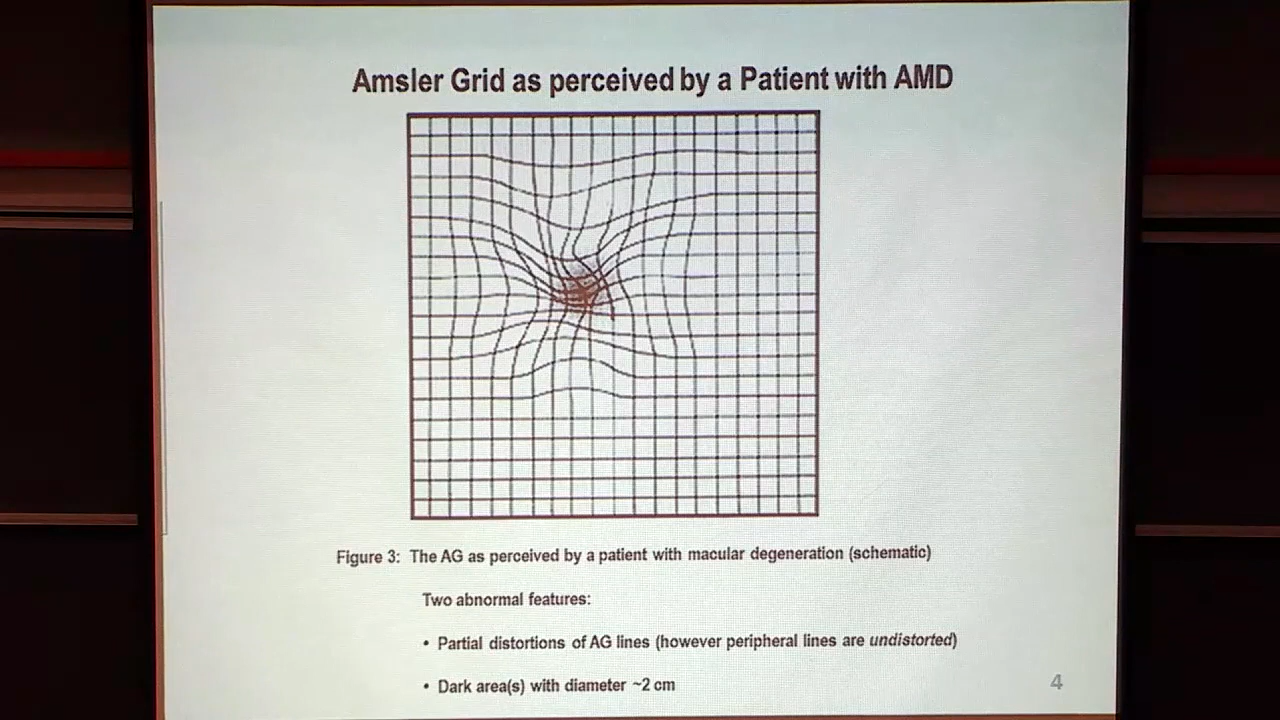 Amsler Grid as perceived by a Patient with AMD
Figure 3: The AG as perceived by a patient with macular degeneration (schematic)
Two abnormal features:
• Partial distortions of AG lines (however peripheral lines are undistorted)
• Dark area(s) with diameter ~2 cm
4